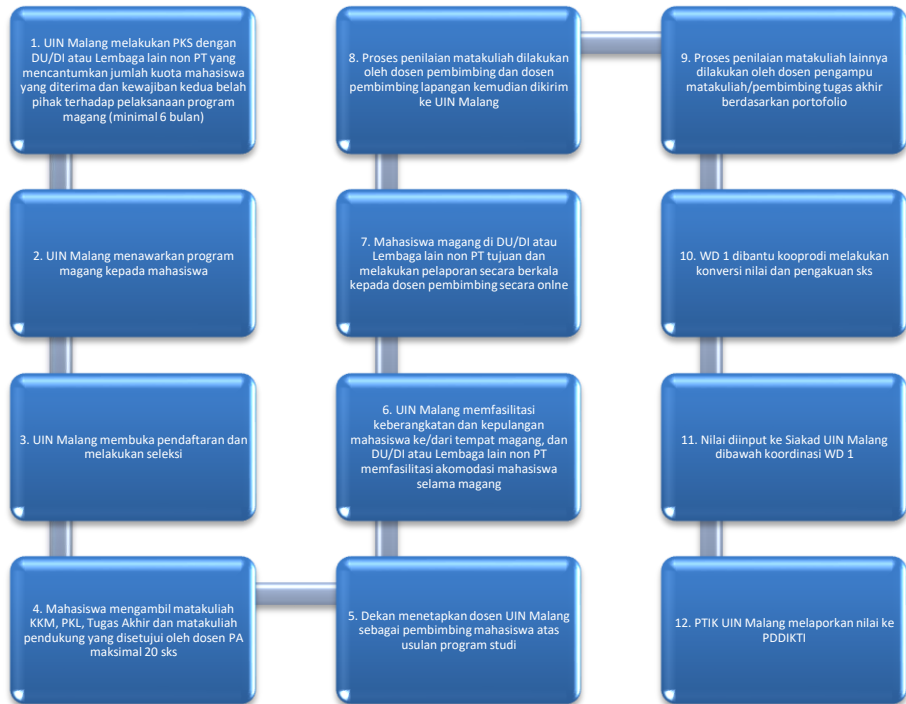 1. UIN Malang melakukan PKS dengan
DU/DI atau Lembaga lain non PT yang
mencantumkan jumlah kuota mahasiswa
yang diterima dan kewajiban kedua belah
pihak terhadap pelaksanaan program
magang (minimal 6 bulan)
2. UIN Malang menawarkan program
magang kepada mahasiswa
3. UIN Malang membuka pendaftaran dan
melakukan seleksi
4. Mahasiswa mengambil matakuliah
KKM, PKL, Tugas Akhir dan matakuliah
pendukung yang disetujui oleh dosen PA
maksimal 20 sks
5. Dekan menetapkan dosen UIN Malang
sebagai pembimbing mahasiswa atas
usulan program studi
6. UIN Malang memfasilitasi
keberangkatan dan kepulangan
mahasiswa ke/dari tempat magang, dan
DU/DI atau Lembaga lain non PT
memfasilitasi akomodasi mahasiswa
selama magang
7. Mahasiswa magang di DU/DI atau
Lembaga lain non PT tujuan dan
melakukan pelaporan secara berkala
kepada dosen pembimbing secara onlne
8. Proses penilaian matakuliah dilakukan
oleh dosen pembimbing dan dosen
pembimbing lapangan kemudian dikirim
ke UIN Malang
9. Proses penilaian matakuliah lainnya
dilakukan oleh dosen pengampu
matakuliah/pembimbing tugas akhir
berdasarkan portofolio
10. WD 1 dibantu kooprodi melakukan
konversi nilai dan pengakuan sks
11. Nilai diinput ke Siakad UIN Malang
dibawah koordinasi WD 1
12. PTIK UIN Malang melaporkan nilai ke
PDDIKTI